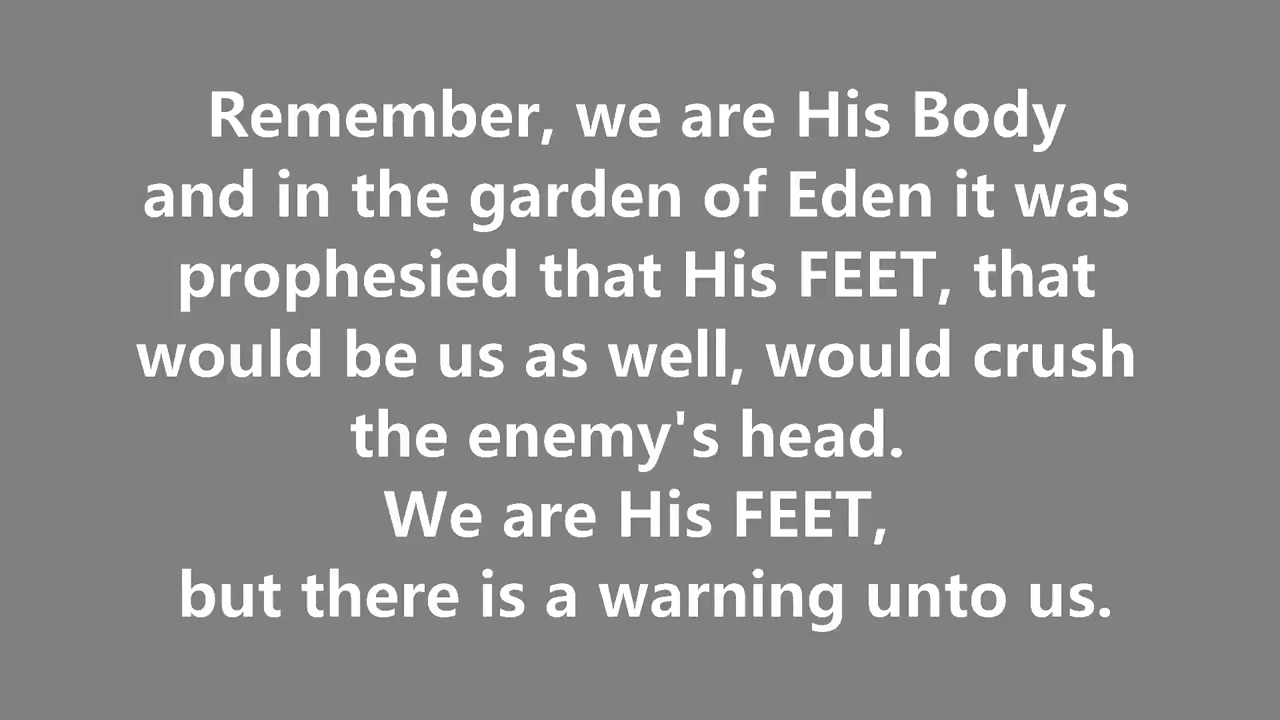 Remember, we are His Body
and in the garden of Eden it was
prophesied that His FEET, that
would be us as well, would crush
the enemy's head.
We are His FEET,
but there is a warning unto us.